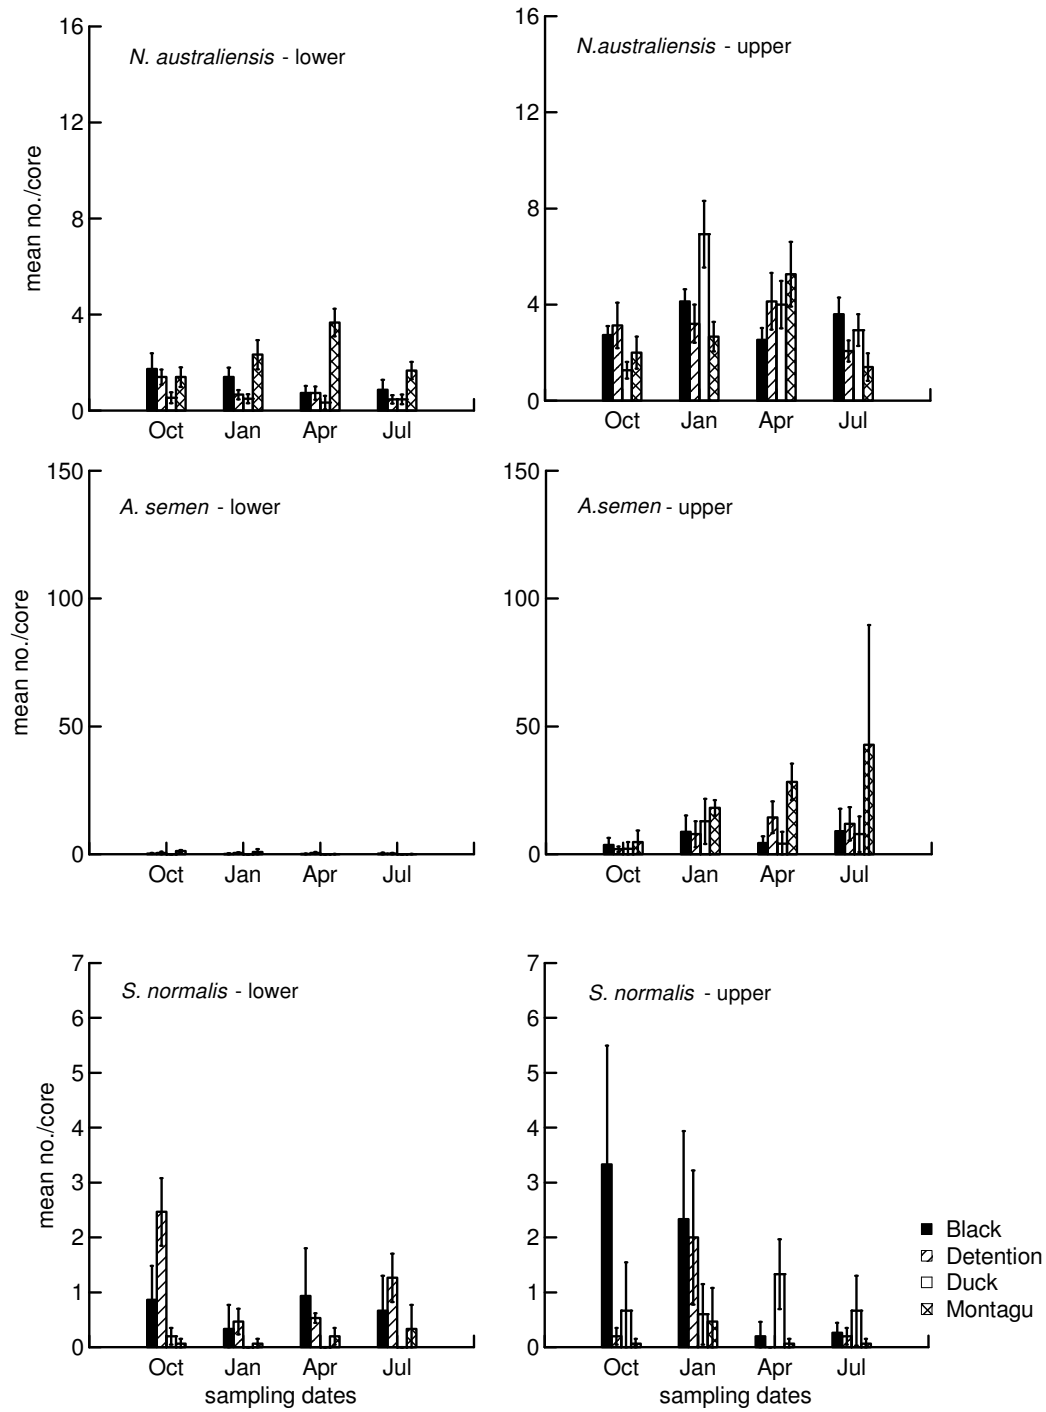 N. australiensis - lower
mean no./core
16
12
8
4
0
Oct Jan Apr Jul
N.australiensis - upper
16
12
8
4
0
Oct Jan Apr Jul
A. semen - lower
mean no./core
150
100
50
0
Oct Jan Apr Jul
A.semen - upper
150
100
50
0
Oct Jan Apr Jul
S. normalis - lower
mean no./core
7
6
5
4
3
2
1
0
Oct Jan Apr Jul
sampling dates
S. normalis - upper
7
6
5
4
3
2
1
0
Oct Jan Apr Jul
sampling dates
Black
Detention
Duck
Montagu